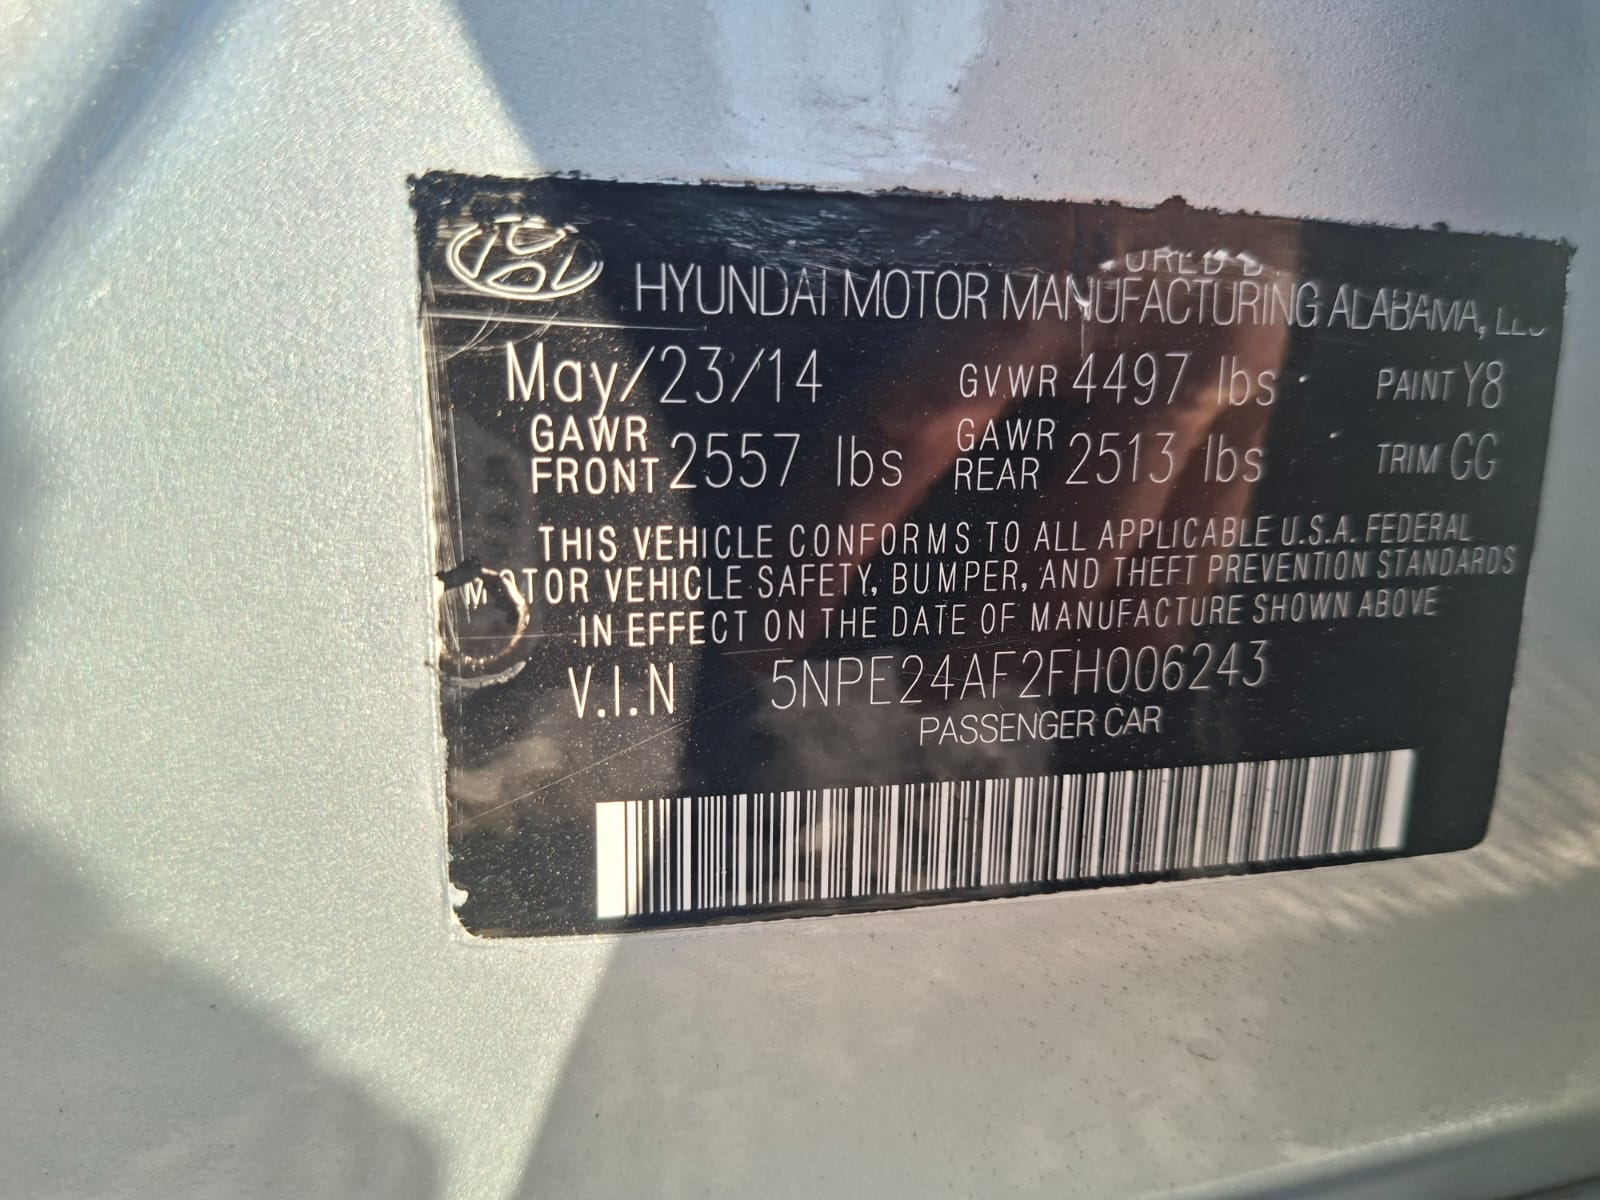 HYUNDAI MOTOR MANUFACTURING ALABAMA, LLC
May/23/14 GVWR 4497 lbs PAINT Y8
GAWR FRONT 2557 lbs GAWR REAR 2513 lbs TRIM GG
THIS VEHICLE CONFORMS TO ALL APPLICABLE U.S.A. FEDERAL
MOTOR VEHICLE SAFETY, BUMPER, AND THEFT PREVENTION STANDARDS
IN EFFECT ON THE DATE OF MANUFACTURE SHOWN ABOVE
V.I.N 5NPE24AF2FH006243
PASSENGER CAR